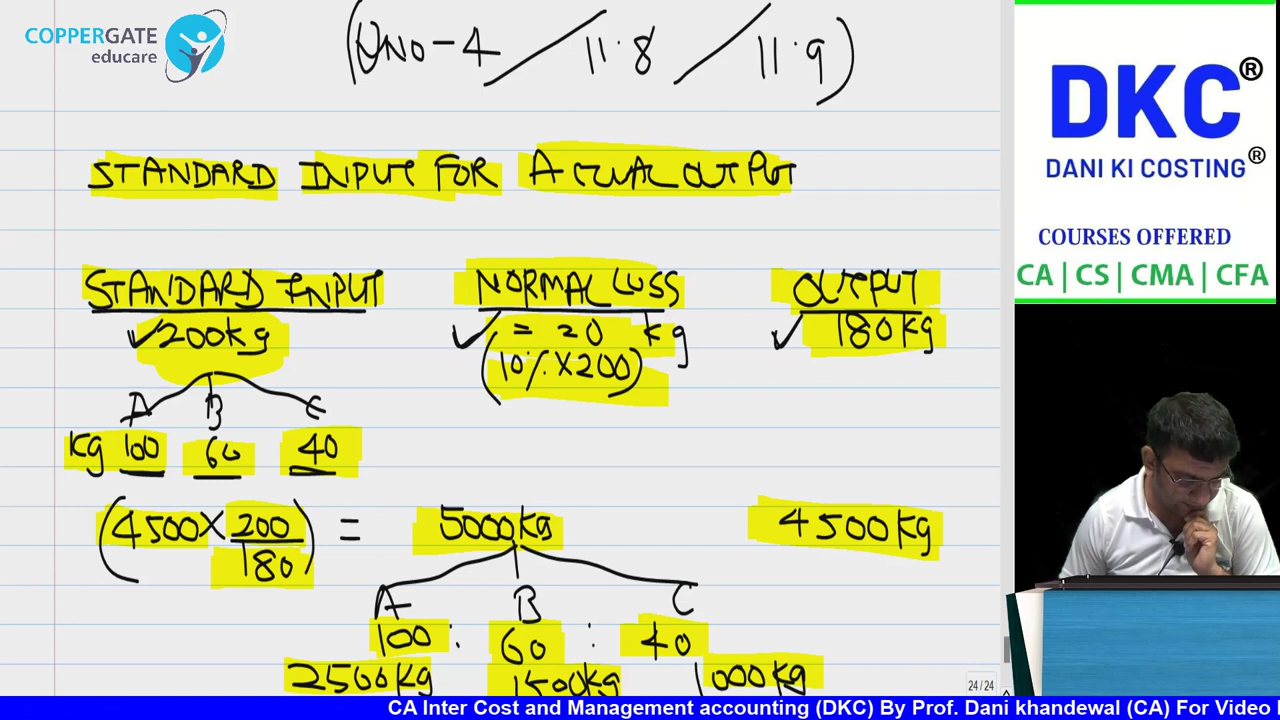 COPPERGATE
educare
(QNO-4 / 11.8 / 11.9)
DKC®
DANI KI COSTING®
COURSES OFFERED
CA | CS | CMA | CFA
STANDARD INPUT FOR ACTUAL OUTPUT
STANDARD INPUT NORMAL LOSS OUTPUT
✓200kg ✓ = 20 kg ✓ 180kg
(10%×200)
A B C
kg 100 60 40
(4500×200/180) = 5000kg 4500kg
A B C
100 : 60 : 40
2500kg 1500kg 1000kg
24/24
CA Inter Cost and Management accounting (DKC) By Prof. Dani khandewal (CA) For Video